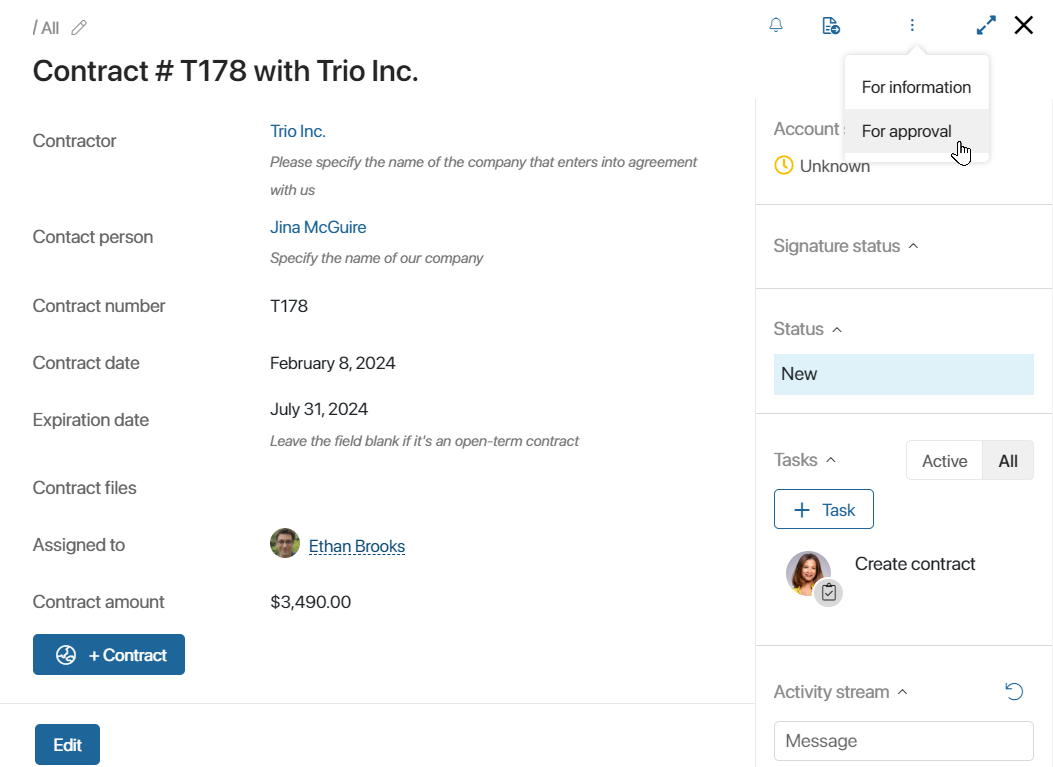 / All
Contract # T178 with Trio Inc.
For information
For approval
Contractor
Trio Inc.
Please specify the name of the company that enters into agreement
with us
Contact person
Jina McGuire
Specify the name of our company
Contract number
T178
Contract date
February 8, 2024
Expiration date
July 31, 2024
Leave the field blank if it's an open-term contract
Contract files
Assigned to
Ethan Brooks
Contract amount
$3,490.00
+ Contract
Edit
Account
Unknown
Signature status
Status
New
Tasks
Active
All
+ Task
Create contract
Activity stream
Message